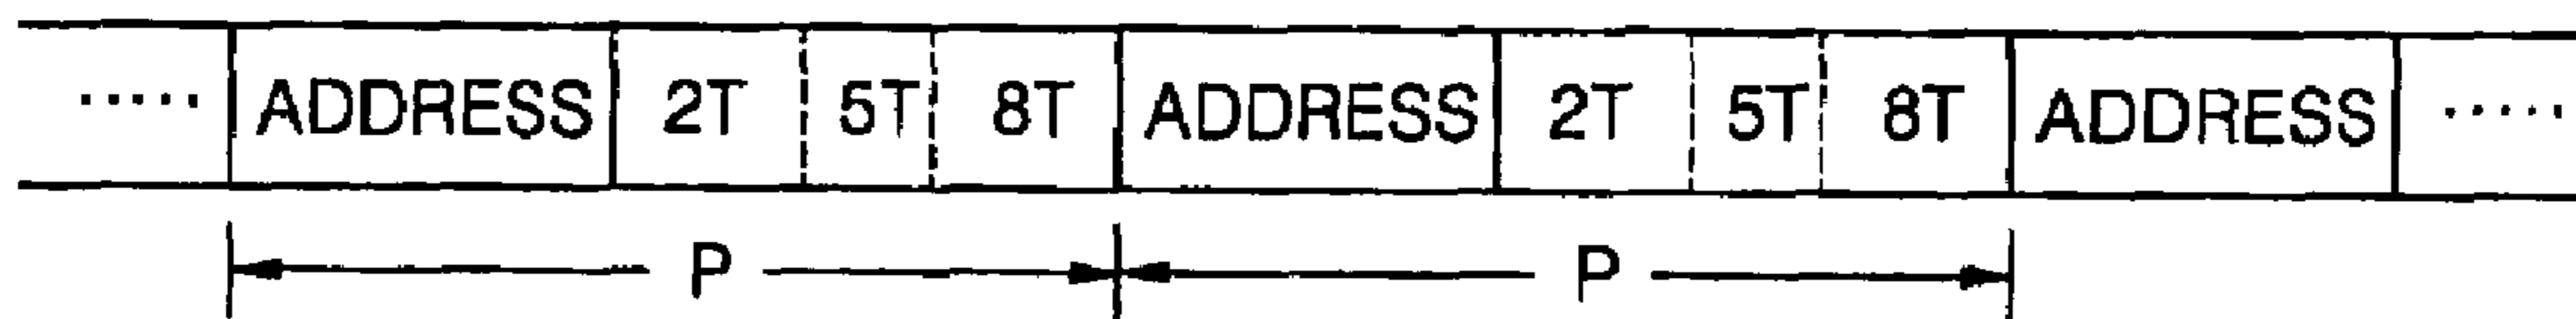 ..... ADDRESS 2T 5T 8T ADDRESS 2T 5T 8T ADDRESS .....
P P